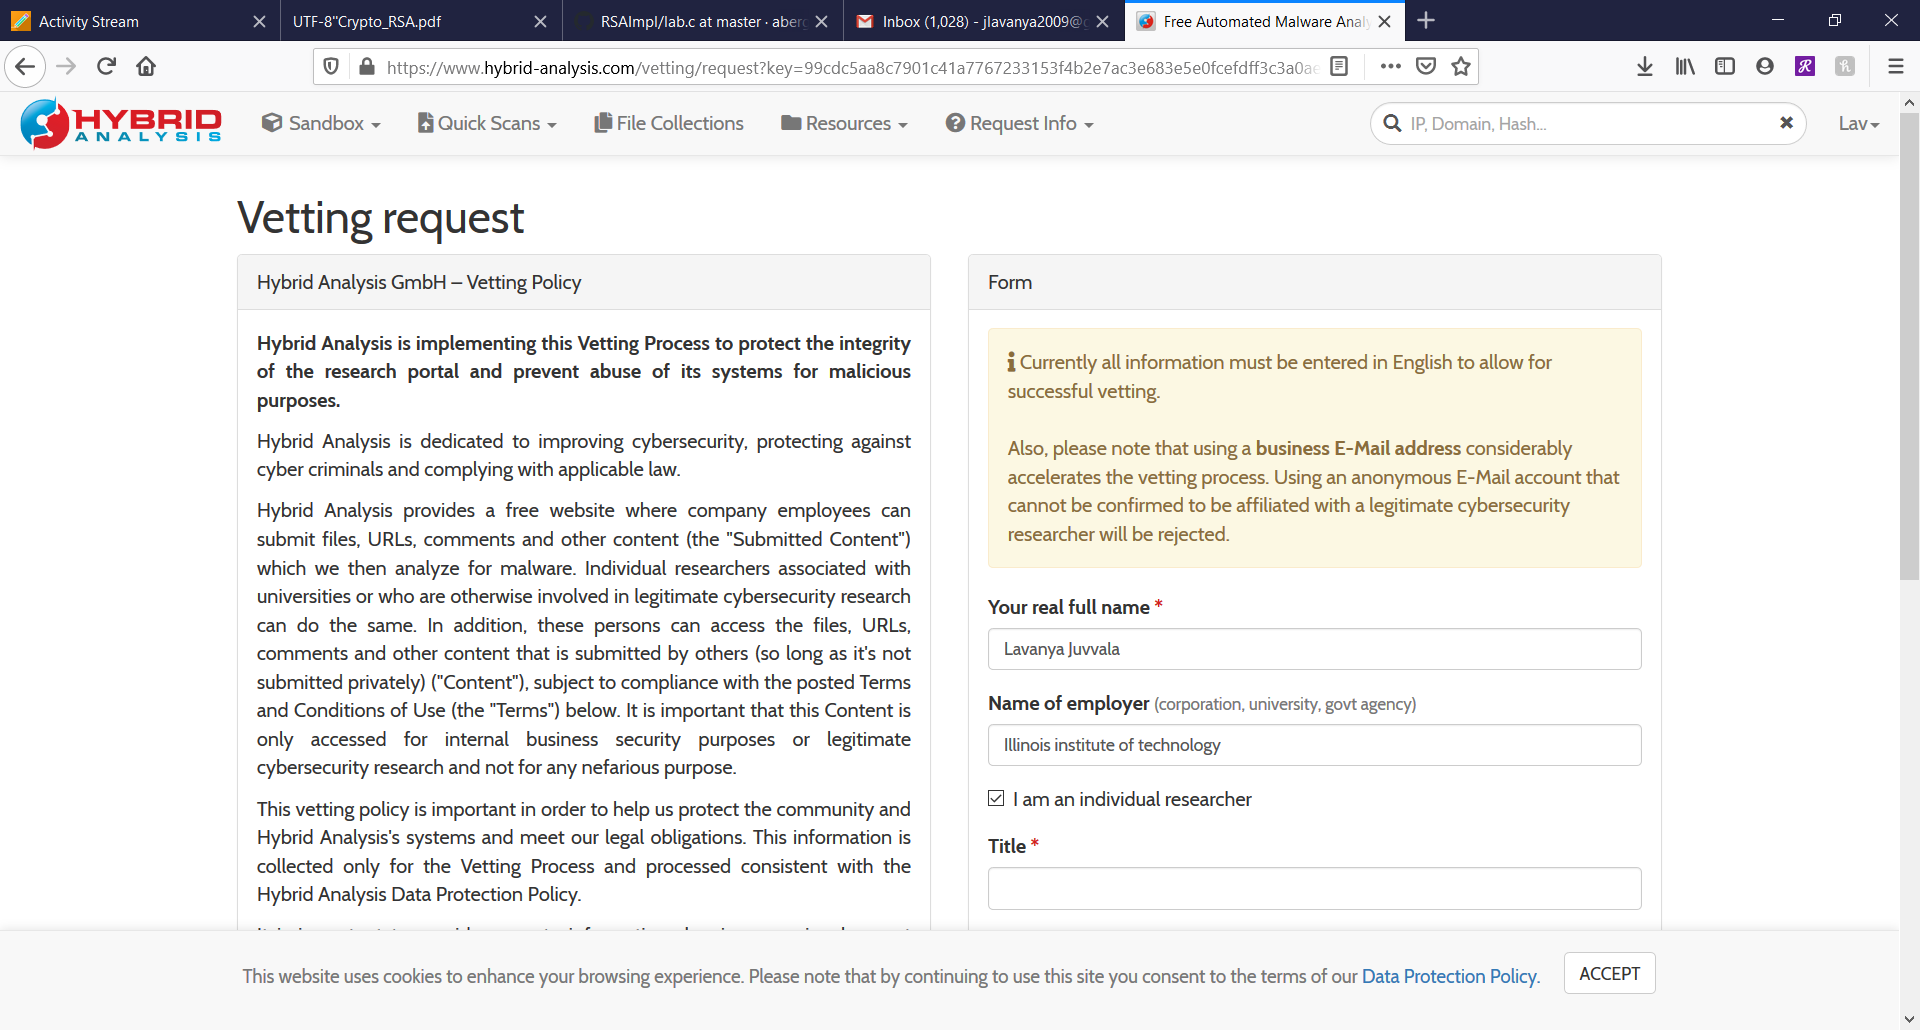 Activity Stream
UTF-8''Crypto_RSA.pdf
RSAImpl/lab.c at master · aberg
Inbox (1,028) - jlavanya2009@g
Free Automated Malware Anal
https://www.hybrid-analysis.com/vetting/request?key=99cdc5aa8c7901c41a7767233153f4b2e7ac3e683e5e0fcefdff3c3a0ae
HYBRID
ANALYSIS
Sandbox
Quick Scans
File Collections
Resources
Request Info
IP, Domain, Hash...
Lav
Vetting request
Hybrid Analysis GmbH – Vetting Policy
Hybrid Analysis is implementing this Vetting Process to protect the integrity
of the research portal and prevent abuse of its systems for malicious
purposes.
Hybrid Analysis is dedicated to improving cybersecurity, protecting against
cyber criminals and complying with applicable law.
Hybrid Analysis provides a free website where company employees can
submit files, URLs, comments and other content (the "Submitted Content")
which we then analyze for malware. Individual researchers associated with
universities or who are otherwise involved in legitimate cybersecurity research
can do the same. In addition, these persons can access the files, URLs,
comments and other content that is submitted by others (so long as it's not
submitted privately) ("Content"), subject to compliance with the posted Terms
and Conditions of Use (the "Terms") below. It is important that this Content is
only accessed for internal business security purposes or legitimate
cybersecurity research and not for any nefarious purpose.
This vetting policy is important in order to help us protect the community and
Hybrid Analysis's systems and meet our legal obligations. This information is
collected only for the Vetting Process and processed consistent with the
Hybrid Analysis Data Protection Policy.
Form
Currently all information must be entered in English to allow for
successful vetting.
Also, please note that using a business E-Mail address considerably
accelerates the vetting process. Using an anonymous E-Mail account that
cannot be confirmed to be affiliated with a legitimate cybersecurity
researcher will be rejected.
Your real full name *
Lavanya Juvvala
Name of employer (corporation, university, govt agency)
Illinois institute of technology
I am an individual researcher
Title *
This website uses cookies to enhance your browsing experience. Please note that by continuing to use this site you consent to the terms of our Data Protection Policy.
ACCEPT